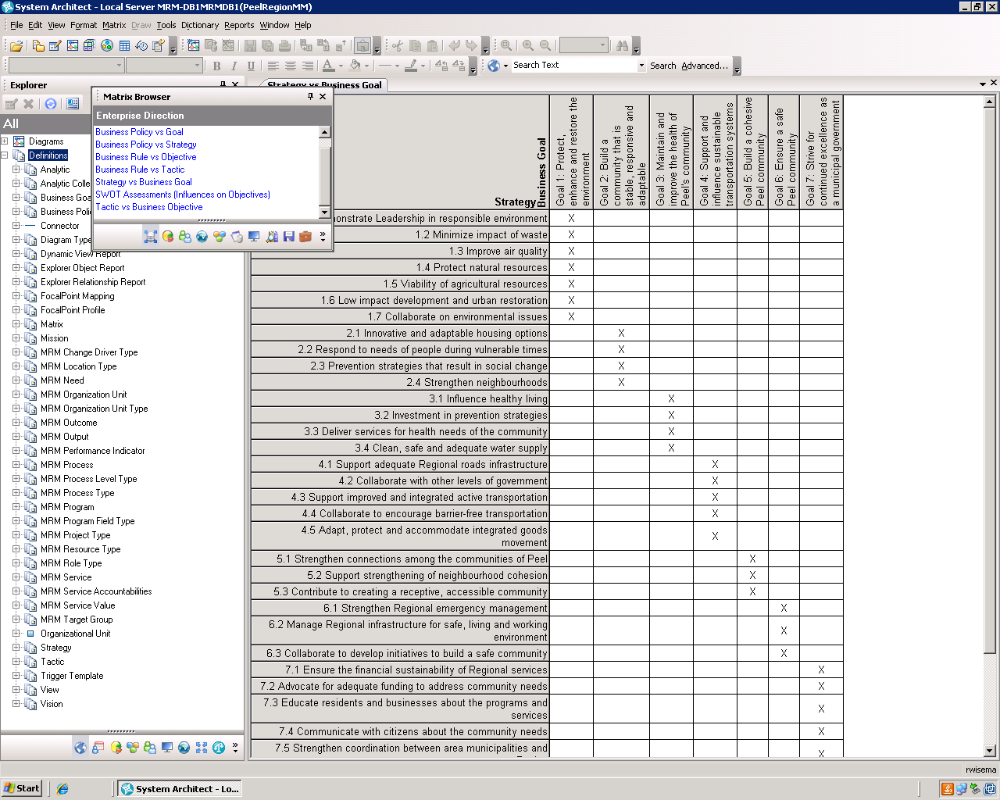 System Architect - Local Server MRM-DB1MRMDB1(PeelRegionMM)
File Edit View Format Matrix Draw Tools Dictionary Reports Window Help
B I U A
Search Text Search Advanced...
Explorer
All
Diagrams
Definitions
Analytic
Analytic Colle
Business Goa
Business Poli
Connector
Diagram Type
Dynamic View Report
Explorer Object Report
Explorer Relationship Report
FocalPoint Mapping
FocalPoint Profile
Matrix
Mission
MRM Change Driver Type
MRM Location Type
MRM Need
MRM Organization Unit
MRM Organization Unit Type
MRM Outcome
MRM Output
MRM Performance Indicator
MRM Process
MRM Process Level Type
MRM Process Type
MRM Program
MRM Program Field Type
MRM Project Type
MRM Resource Type
MRM Role Type
MRM Service
MRM Service Accountabilities
MRM Service Value
MRM Target Group
Organizational Unit
Strategy
Tactic
Trigger Template
View
Vision
Matrix Browser
Enterprise Direction
Business Policy vs Goal
Business Policy vs Strategy
Business Rule vs Objective
Business Rule vs Tactic
Strategy vs Business Goal
SWOT Assessments (Influences on Objectives)
Tactic vs Business Objective
Strategy vs Business Goal
Strategy
Business Goal
Goal 1: Protect,
enhance and restore the
environment
Goal 2: Build a
community that is
stable, responsive and
adaptable
Goal 3: Maintain and
improve the health of
Peel's community
Goal 4: Support and
influence sustainable
transportation systems
Goal 5: Build a cohesive
Peel community
Goal 6: Ensure a safe
Peel community
Goal 7: Strive for
continued excellence as
a municipal government
onstrate Leadership in responsible environment X
1.2 Minimize impact of waste X
1.3 Improve air quality X
1.4 Protect natural resources X
1.5 Viability of agricultural resources X
1.6 Low impact development and urban restoration X
1.7 Collaborate on environmental issues X
2.1 Innovative and adaptable housing options X
2.2 Respond to needs of people during vulnerable times X
2.3 Prevention strategies that result in social change X
2.4 Strengthen neighbourhoods X
3.1 Influence healthy living X
3.2 Investment in prevention strategies X
3.3 Deliver services for health needs of the community X
3.4 Clean, safe and adequate water supply X
4.1 Support adequate Regional roads infrastructure X
4.2 Collaborate with other levels of government X
4.3 Support improved and integrated active transportation X
4.4 Collaborate to encourage barrier-free transportation X
4.5 Adapt, protect and accommodate integrated goods
movement X
5.1 Strengthen connections among the communities of Peel X
5.2 Support strengthening of neighbourhood cohesion X
5.3 Contribute to creating a receptive, accessible community X
6.1 Strengthen Regional emergency management X
6.2 Manage Regional infrastructure for safe, living and working
environment X
6.3 Collaborate to develop initiatives to build a safe community X
7.1 Ensure the financial sustainability of Regional services X
7.2 Advocate for adequate funding to address community needs X
7.3 Educate residents and businesses about the programs and
services X
7.4 Communicate with citizens about the community needs X
7.5 Strengthen coordination between area municipalities and X
rwisema
Start System Architect - Lo...